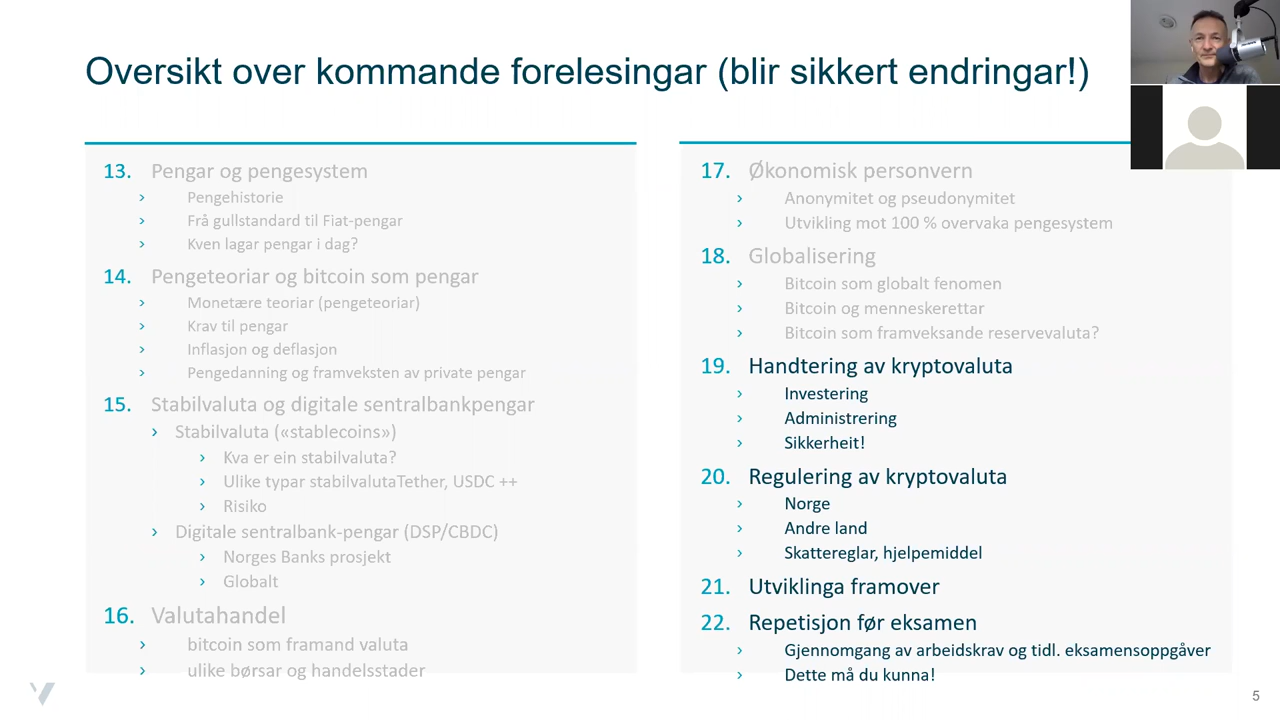 Oversikt over kommande forelesingar (blir sikkert endringar!)
13. Pengar og pengesystem
› Pengehistorie
› Frå gullstandard til Fiat-pengar
› Kven lagar pengar i dag?
14. Pengeteoriar og bitcoin som pengar
› Monetære teoriar (pengeteoriar)
› Krav til pengar
› Inflasjon og deflasjon
› Pengedanning og framveksten av private pengar
15. Stabilvaluta og digitale sentralbankpengar
› Stabilvaluta («stablecoins»)
› Kva er ein stabilvaluta?
› Ulike typar stabilvalutaTether, USDC ++
› Risiko
› Digitale sentralbank-pengar (DSP/CBDC)
› Norges Banks prosjekt
› Globalt
16. Valutahandel
› bitcoin som framand valuta
› ulike børsar og handelsstader
17. Økonomisk personvern
› Anonymitet og pseudonymitet
› Utvikling mot 100 % overvaka pengesystem
18. Globalisering
› Bitcoin som globalt fenomen
› Bitcoin og menneskerettar
› Bitcoin som framveksande reservevaluta?
19. Handtering av kryptovaluta
› Investering
› Administrering
› Sikkerheit!
20. Regulering av kryptovaluta
› Norge
› Andre land
› Skattereglar, hjelpemiddel
21. Utviklinga framover
22. Repetisjon før eksamen
› Gjennomgang av arbeidskrav og tidl. eksamensoppgåver
› Dette må du kunna!
5